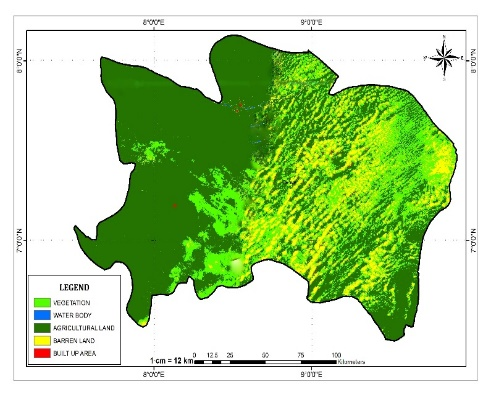 8°0'0"E 9°0'0"E
8°0'0"N 8°0'0"N
N
S
7°0'0"N 7°0'0"N
LEGEND
VEGETATION
WATER BODY
AGRICULTURAL LAND
BARREN LAND
BUILT UP AREA
1 cm = 12 km
0 12.5 25 50 75 100
Kilometers
8°0'0"E 9°0'0"E